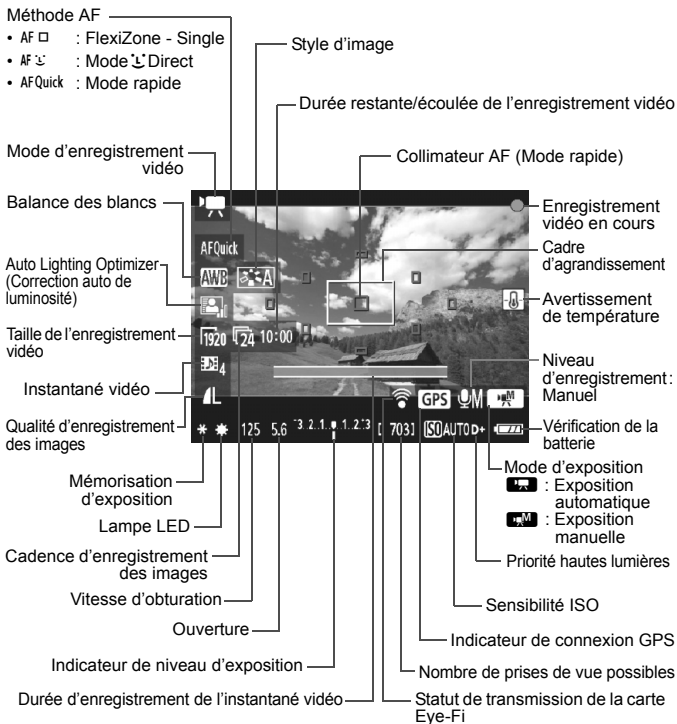 Méthode AF
• AF □ : FlexiZone - Single
• AF : Mode Direct
• AFQuick : Mode rapide
Style d'image
Durée restante/écoulée de l'enregistrement vidéo
Mode d'enregistrement
vidéo
Collimateur AF (Mode rapide)
Balance des blancs
Enregistrement
vidéo en cours
AFQuick
Cadre
d'agrandissement
AWB
A
Auto Lighting Optimizer
(Correction auto de
luminosité)
Avertissement
de température
Taille de l'enregistrement
vidéo
1920 24 10:00
Instantané vidéo
4
Niveau
d'enregistrement :
Manuel
L
GPS M M
Qualité d'enregistrement
des images
Vérification de la
batterie
125 5.6 -3..2..1..▮..1..2.+3 [ 703] ISO AUTO D+
Mémorisation
d'exposition
Mode d'exposition
: Exposition
automatique
M : Exposition
manuelle
Lampe LED
Cadence d'enregistrement
des images
Priorité hautes lumières
Vitesse d'obturation
Sensibilité ISO
Ouverture
Indicateur de connexion GPS
Indicateur de niveau d'exposition
Nombre de prises de vue possibles
Durée d'enregistrement de l'instantané vidéo
Statut de transmission de la carte
Eye-Fi